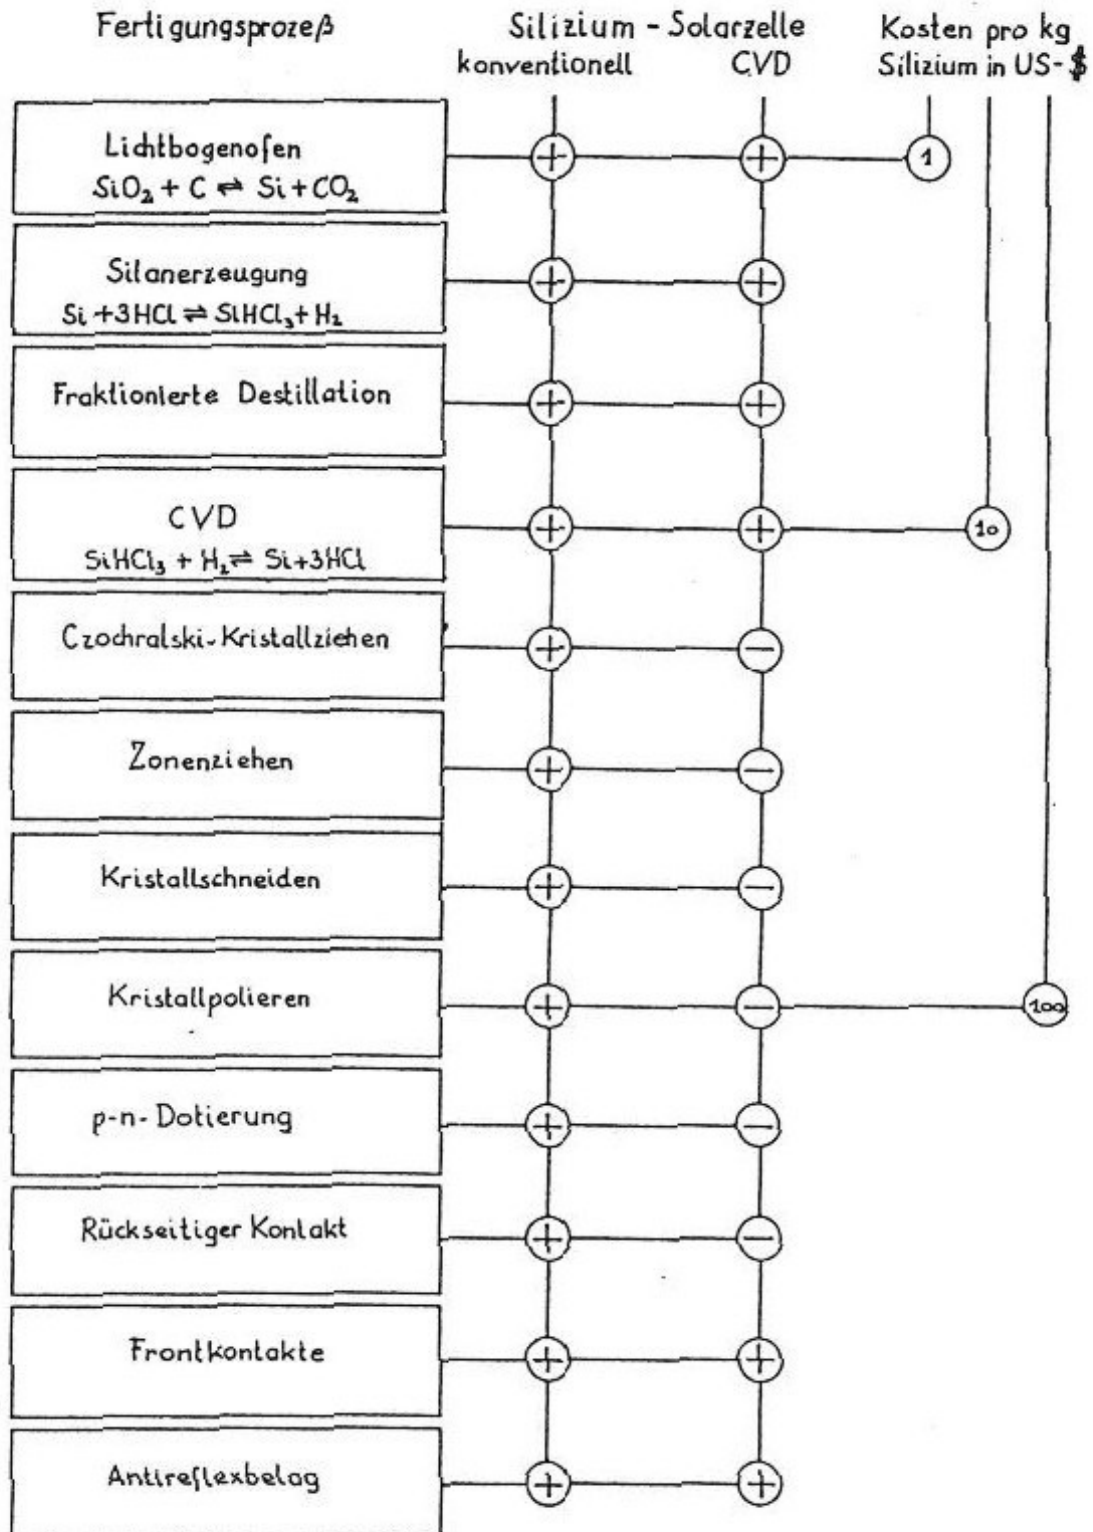 Fertigungsprozeß
Silizium - Solarzelle
konventionell CVD
Kosten pro kg
Silizium in US-$
Lichtbogenofen
SiO₂ + C ⇌ Si + CO₂
+ + 1
Silanerzeugung
Si + 3HCl ⇌ SiHCl₃ + H₂
+ +
Fraktionierte Destillation
+ +
CVD
SiHCl₃ + H₂ ⇌ Si + 3HCl
+ + 10
Czochralski-Kristallziehen
+ −
Zonenziehen
+ −
Kristallschneiden
+ −
Kristallpolieren
+ − 100
p-n-Dotierung
+ −
Rückseitiger Kontakt
+ −
Frontkontakte
+ +
Antireflexbelag
+ +